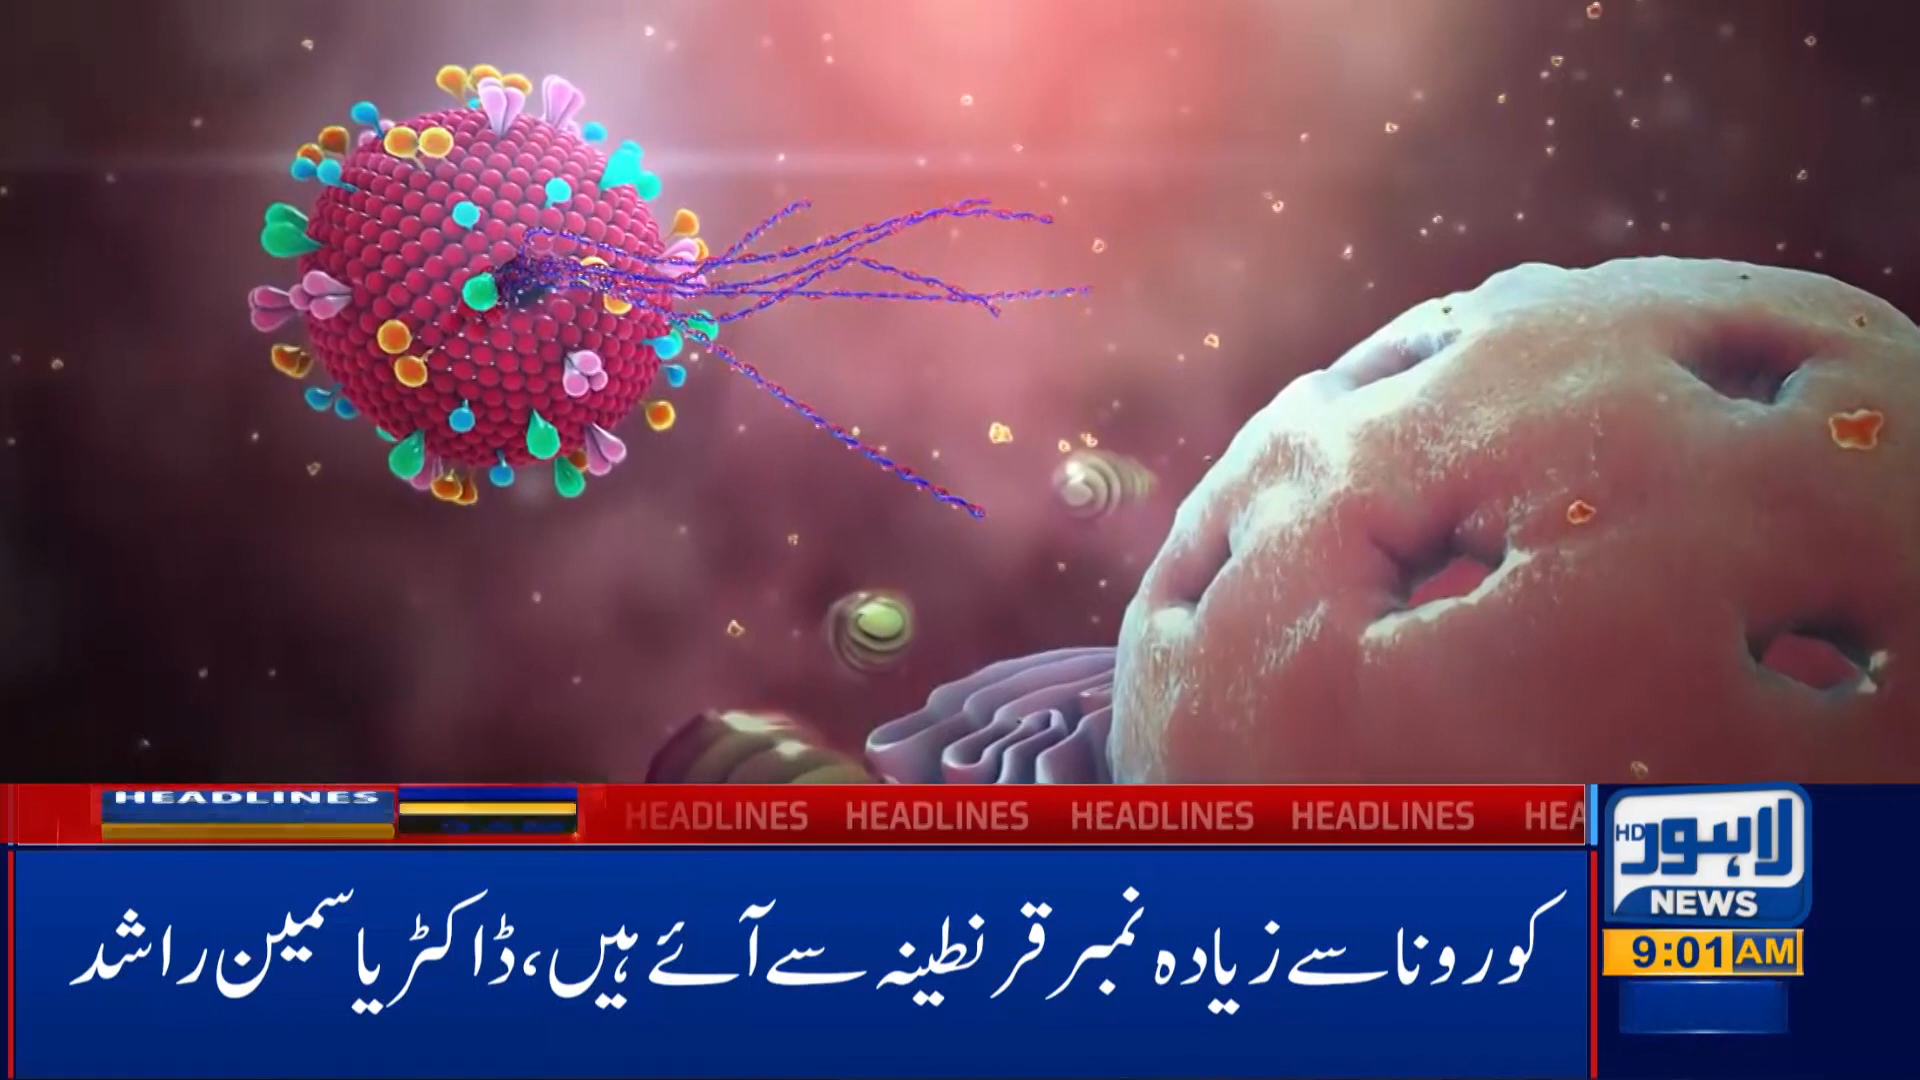 HEADLINES
HEADLINES HEADLINES HEADLINES HEADLINES HEA
HD لاہور
NEWS
9:01 AM
کورونا سے زیادہ نمبر قرنطینہ سے آئے ہیں، ڈاکٹر یاسمین راشد